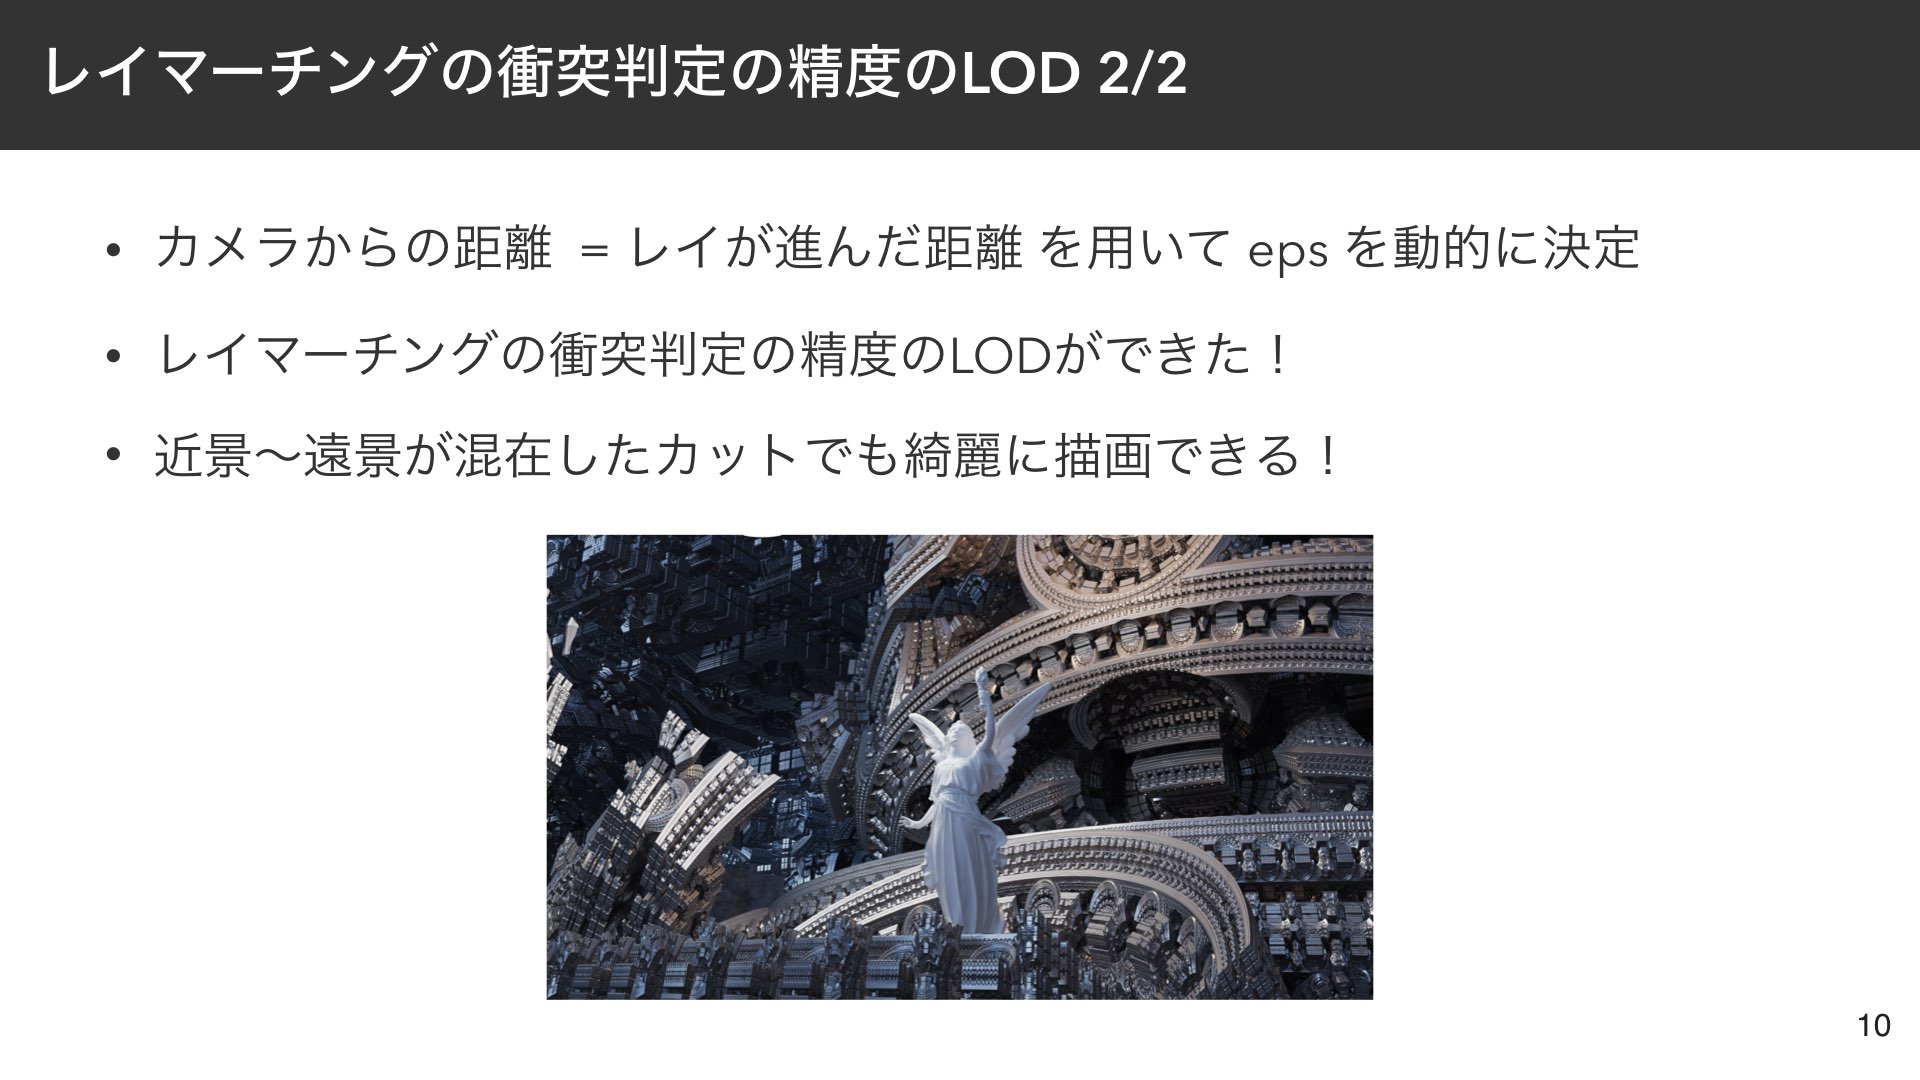 レイマーチングの衝突判定の精度のLOD 2/2
• カメラからの距離 = レイが進んだ距離 を用いて eps を動的に決定
• レイマーチングの衝突判定の精度のLODができた！
• 近景〜遠景が混在したカットでも綺麗に描画できる！
10